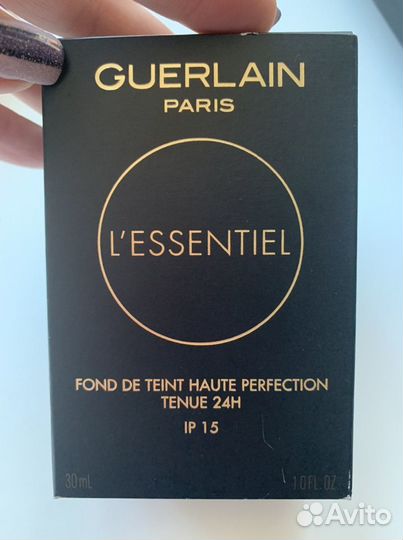 GUERLAIN
PARIS
L'ESSENTIEL
FOND DE TEINT HAUTE PERFECTION
TENUE 24H
IP 15
30 mL 1.0 FL. OZ.
Avito